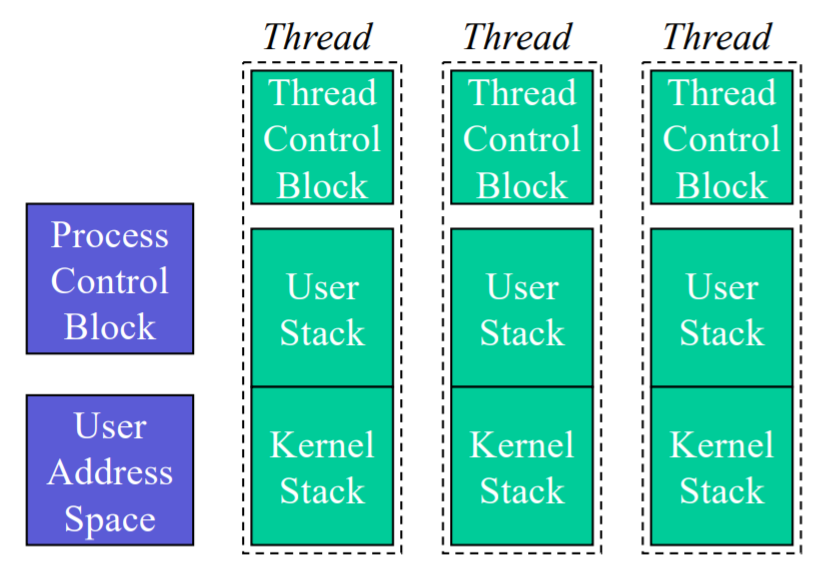 Thread
Thread
Control
Block
User
Stack
Kernel
Stack
Thread
Thread
Control
Block
User
Stack
Kernel
Stack
Thread
Thread
Control
Block
User
Stack
Kernel
Stack
Process
Control
Block
User
Address
Space